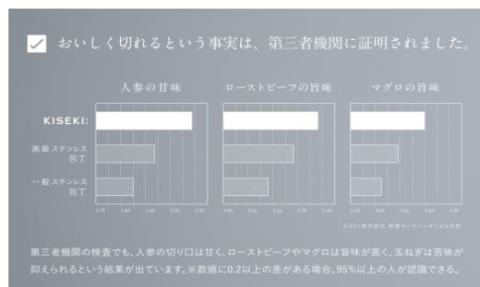 おいしく切れるという事実は、第三者機関に証明されました。
人参の甘味
ローストビーフの旨味
マグロの旨味
KISEKI:
高級ステンレス
包丁
一般ステンレス
包丁
第三者機関の検査でも、人参の切り口は甘く、ローストビーフやマグロは旨味が高く、玉ねぎは苦味が
抑えられるという結果が出ています。※数値に0.2以上の差がある場合、95%以上の人が認識できる。